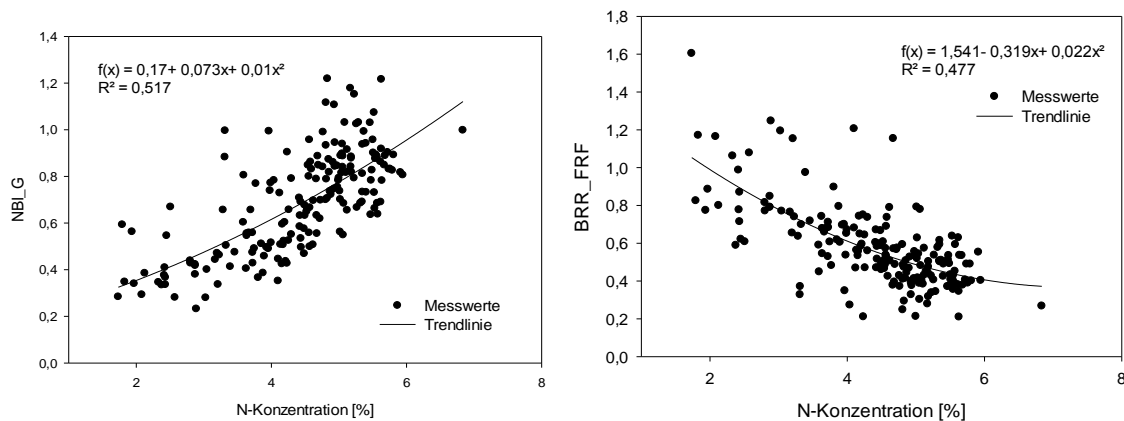 1,4
1,2
1,0
0,8
0,6
0,4
0,2
0,0
NBI_G
f(x) = 0,17+ 0,073x+ 0,01x²
R² = 0,517
Messwerte
Trendlinie
2 4 6 8
N-Konzentration [%]
1,8
1,6
1,4
1,2
1,0
0,8
0,6
0,4
0,2
0,0
BRR_FRF
f(x) = 1,541- 0,319x+ 0,022x²
R² = 0,477
Messwerte
Trendlinie
2 4 6 8
N-Konzentration [%]